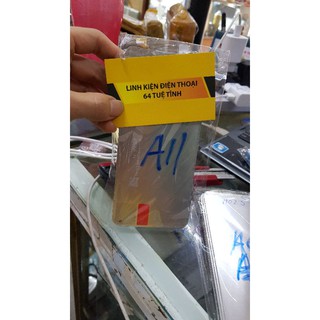 LINH KIỆN ĐIỆN THOẠI
64 TUỆ TĨNH
A11